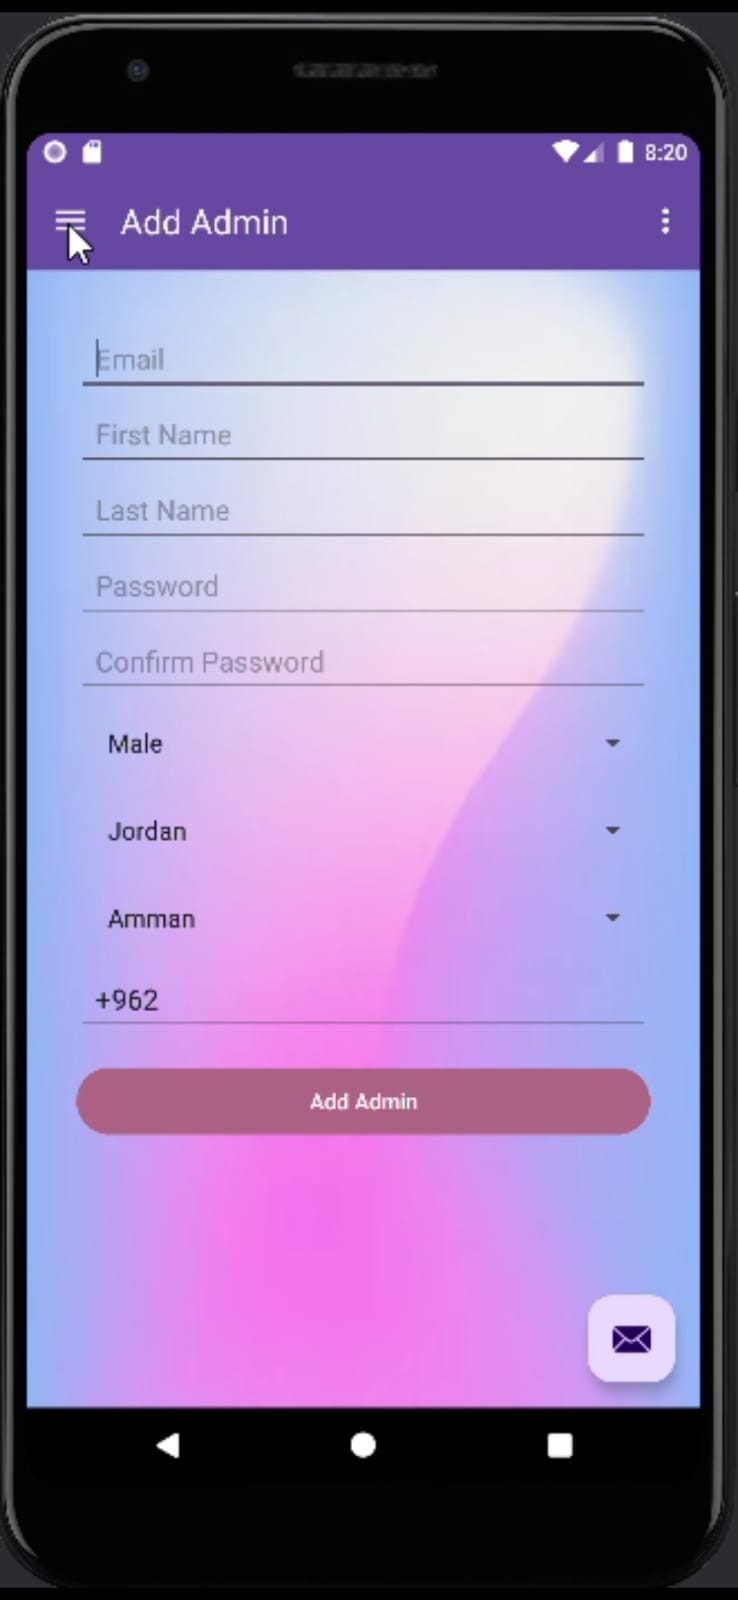 8:20
Add Admin
Email
First Name
Last Name
Password
Confirm Password
Male
Jordan
Amman
+962
Add Admin